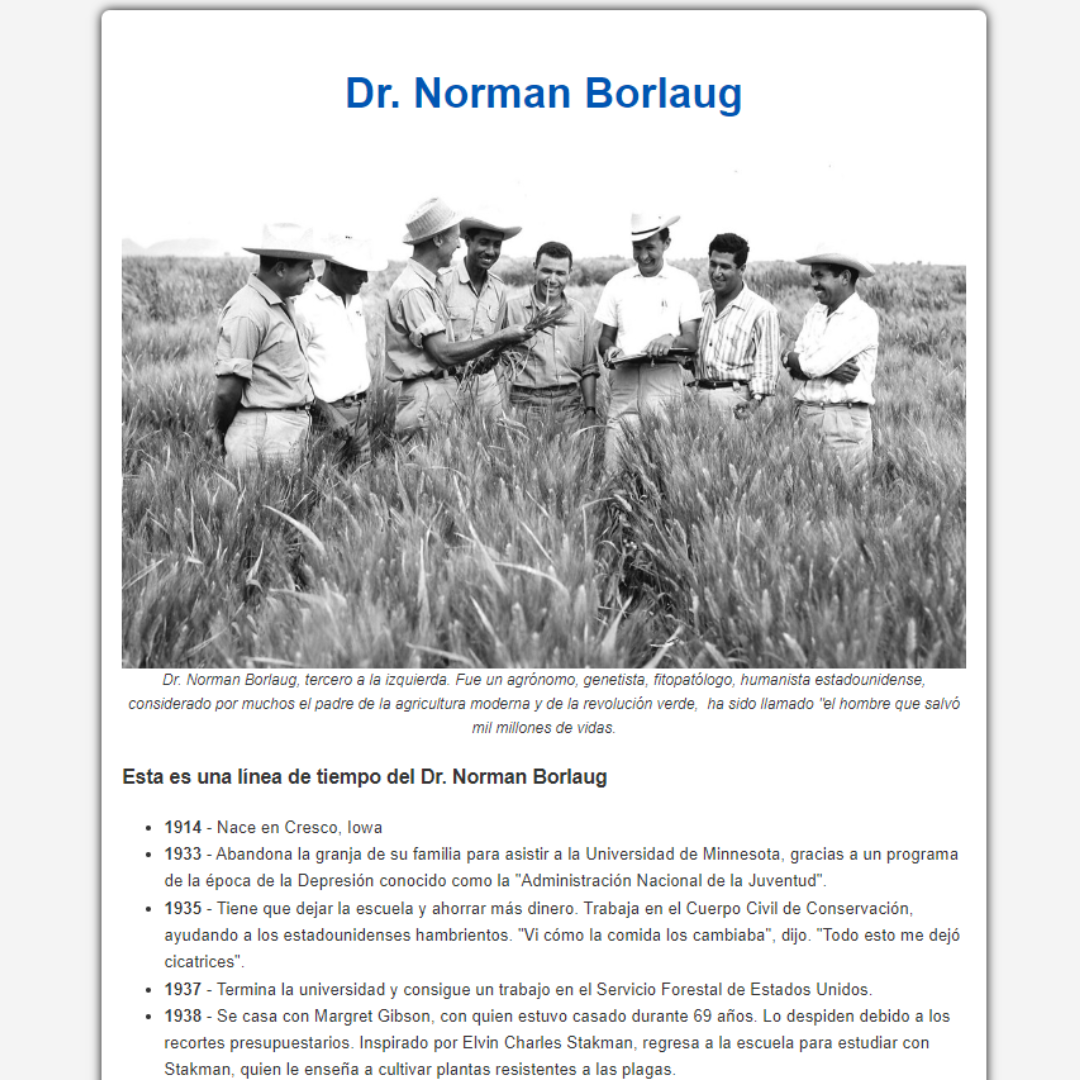 Dr. Norman Borlaug
Dr. Norman Borlaug, tercero a la izquierda. Fue un agrónomo, genetista, fitopatólogo, humanista estadounidense,
considerado por muchos el padre de la agricultura moderna y de la revolución verde,  ha sido llamado "el hombre que salvó
mil millones de vidas.
Esta es una línea de tiempo del Dr. Norman Borlaug
• 1914 - Nace en Cresco, Iowa
• 1933 - Abandona la granja de su familia para asistir a la Universidad de Minnesota, gracias a un programa
de la época de la Depresión conocido como la "Administración Nacional de la Juventud".
• 1935 - Tiene que dejar la escuela y ahorrar más dinero. Trabaja en el Cuerpo Civil de Conservación,
ayudando a los estadounidenses hambrientos. "Vi cómo la comida los cambiaba", dijo. "Todo esto me dejó
cicatrices".
• 1937 - Termina la universidad y consigue un trabajo en el Servicio Forestal de Estados Unidos.
• 1938 - Se casa con Margret Gibson, con quien estuvo casado durante 69 años. Lo despiden debido a los
recortes presupuestarios. Inspirado por Elvin Charles Stakman, regresa a la escuela para estudiar con
Stakman, quien le enseña a cultivar plantas resistentes a las plagas.